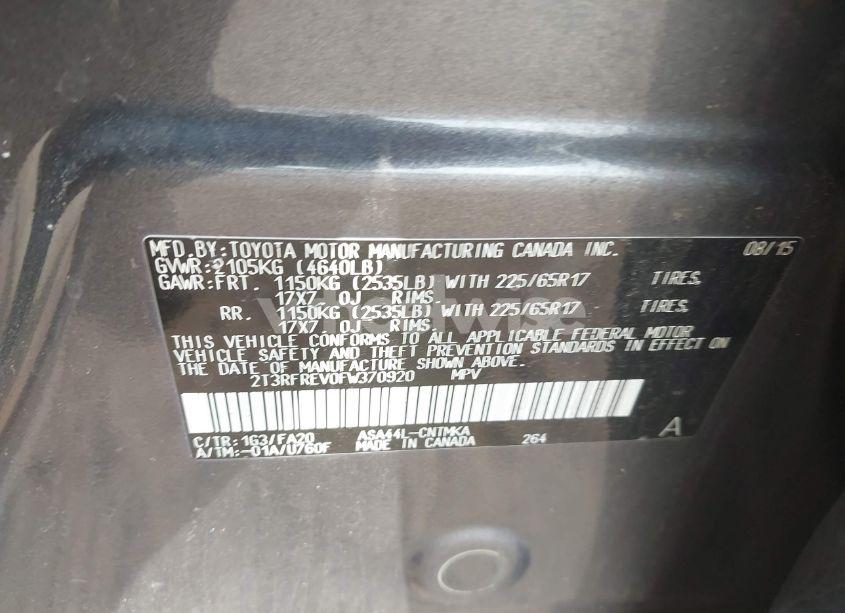 MFD. BY: TOYOTA MOTOR MANUFACTURING CANADA INC. 08/15
GVWR: 2105KG (4640LB)
GAWR: FRT. 1150KG (2535LB) WITH 225/65R17 TIRES,
17X7.0J RIMS.
RR. 1150KG (2535LB) WITH 225/65R17 TIRES,
17X7.0J RIMS.
THIS VEHICLE CONFORMS TO ALL APPLICABLE FEDERAL MOTOR
VEHICLE SAFETY AND THEFT PREVENTION STANDARDS IN EFFECT ON
THE DATE OF MANUFACTURE SHOWN ABOVE.
2T3RFREV0FW370920 MPV
C/TR: 1G3/FA20 ASA44L-CNTMKA 264 A
A/TM: -01A/U760F MADE IN CANADA